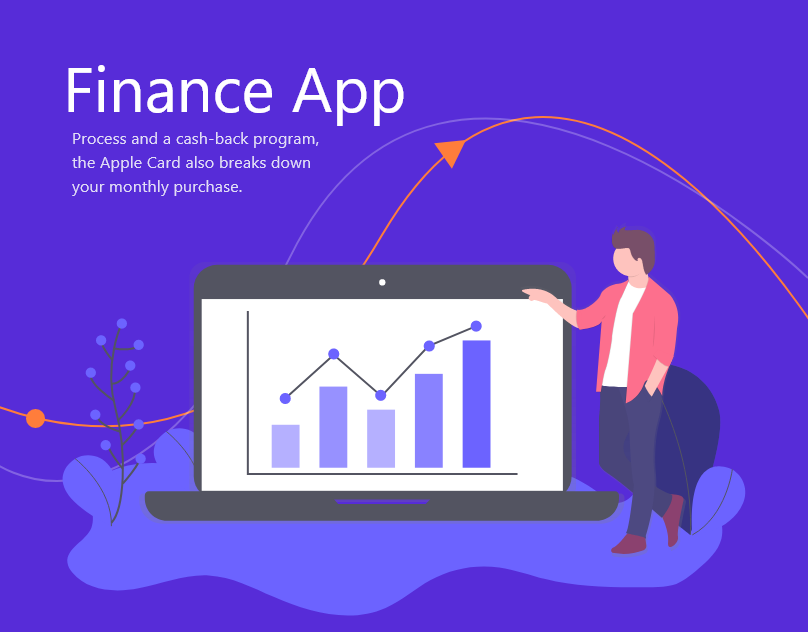 Finance App
Process and a cash-back program,
the Apple Card also breaks down
your monthly purchase.